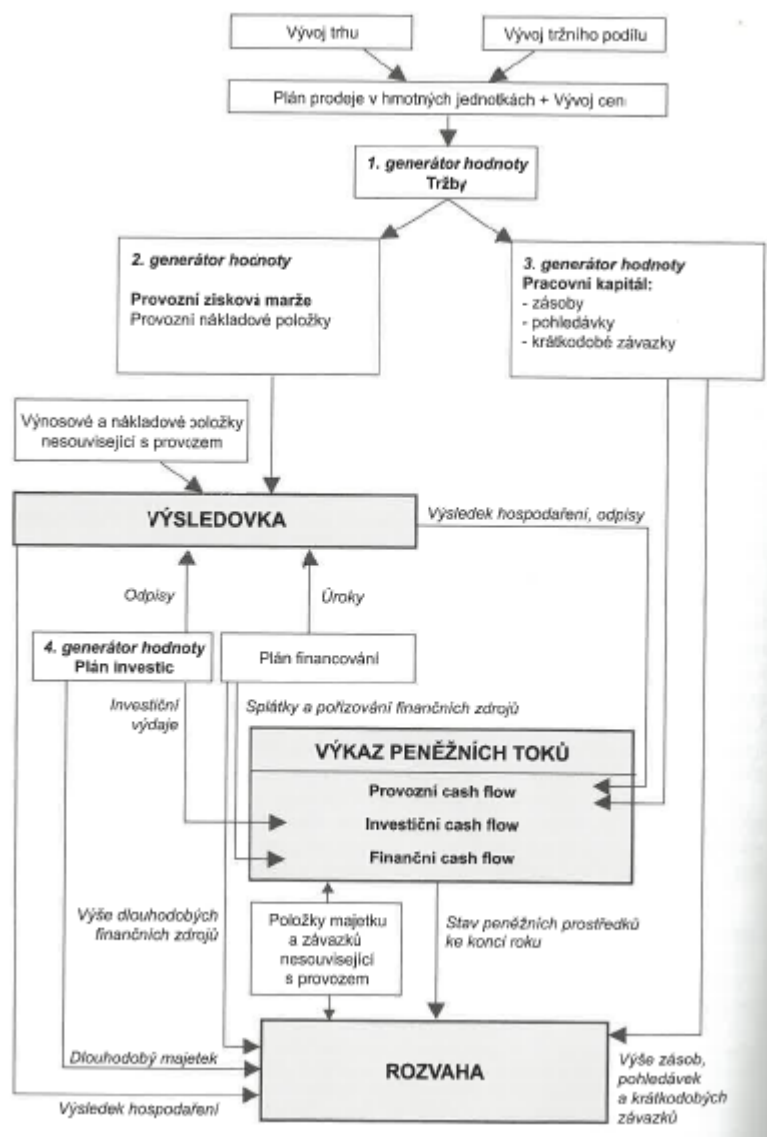 Vývoj trhu
Vývoj tržního podílu
Plán prodeje v hmotných jednotkách + Vývoj cen
1. generátor hodnoty
Tržby
2. generátor hodnoty
Provozní zisková marže
Provozní nákladové položky
3. generátor hodnoty
Pracovní kapitál:
- zásoby
- pohledávky
- krátkodobé závazky
Výnosové a nákladové položky
nesouvisející s provozem
VÝSLEDOVKA
Výsledek hospodaření, odpisy
Odpisy
Úroky
4. generátor hodnoty
Plán investic
Plán financování
Investiční
výdaje
Splátky a pořizování finančních zdrojů
VÝKAZ PENĚŽNÍCH TOKŮ
Provozní cash flow
Investiční cash flow
Finanční cash flow
Výše dlouhodobých
finančních zdrojů
Položky majetku
a závazků
nesouvisející
s provozem
Stav peněžních prostředků
ke konci roku
ROZVAHA
Dlouhodobý majetek
Výsledek hospodaření
Výše zásob,
pohledávek
a krátkodobých
závazků